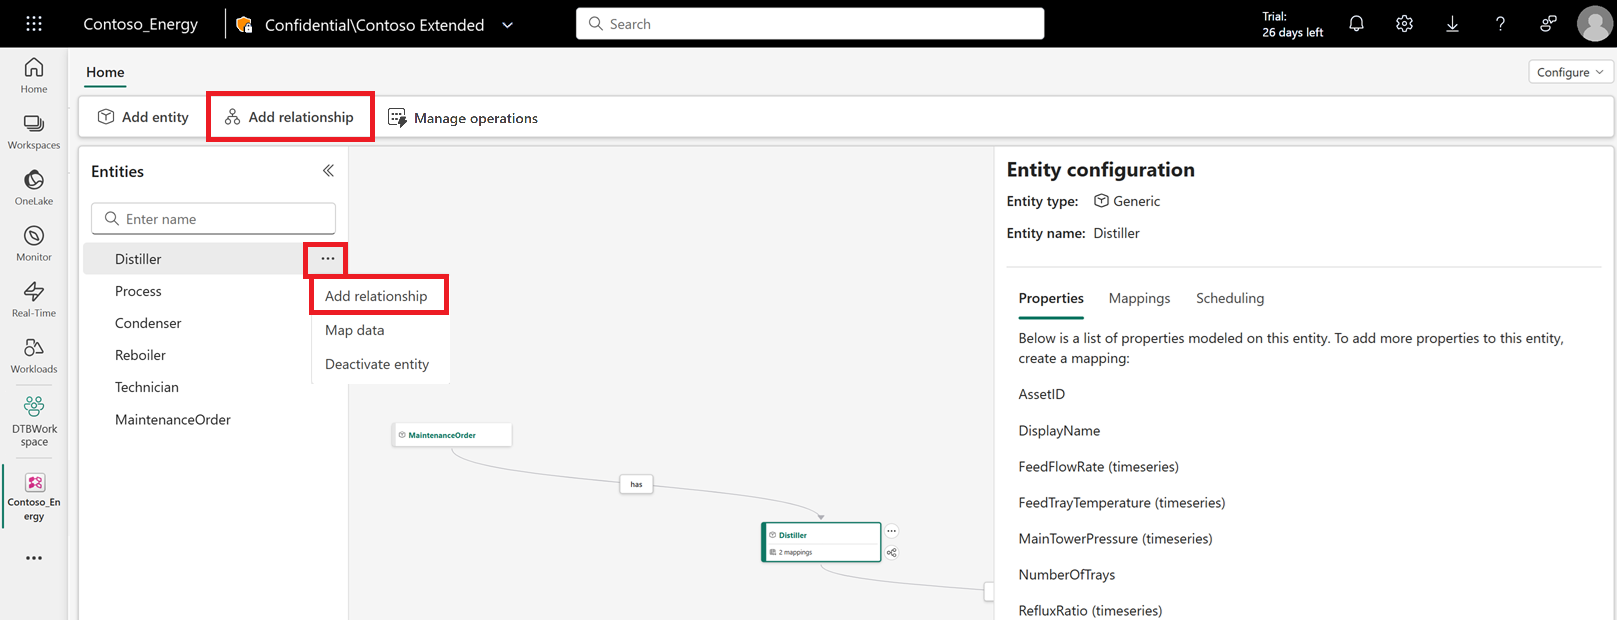 Contoso_Energy
Confidential\Contoso Extended
Search
Trial:
26 days left
Home
Workspaces
OneLake
Monitor
Real-Time
Workloads
DTBWork
space
Contoso_En
ergy
Home
Configure
Add entity
Add relationship
Manage operations
Entities
Enter name
Distiller
Process
Condenser
Reboiler
Technician
MaintenanceOrder
Add relationship
Map data
Deactivate entity
MaintenanceOrder
has
Distiller
2 mappings
Entity configuration
Entity type: Generic
Entity name: Distiller
Properties Mappings Scheduling
Below is a list of properties modeled on this entity. To add more properties to this entity,
create a mapping:
AssetID
DisplayName
FeedFlowRate (timeseries)
FeedTrayTemperature (timeseries)
MainTowerPressure (timeseries)
NumberOfTrays
RefluxRatio (timeseries)